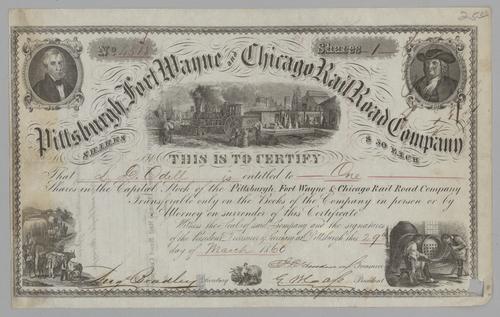 No
Shares 1
Pittsburgh, Fort Wayne and Chicago Rail Road Company
SHARES $50 EACH
THIS IS TO CERTIFY
That is entitled to One
Shares in the Capital Stock of the Pittsburgh, Fort Wayne & Chicago Rail Road Company
Transferable only on the Books of the Company in person or by
Attorney on surrender of this Certificate
Witness the Seal of said Company and the signatures
of the President, Treasurer & Secretary at Pittsburgh this 29th
day of March 1860
Treasurer
Aug Bradley Secretary President